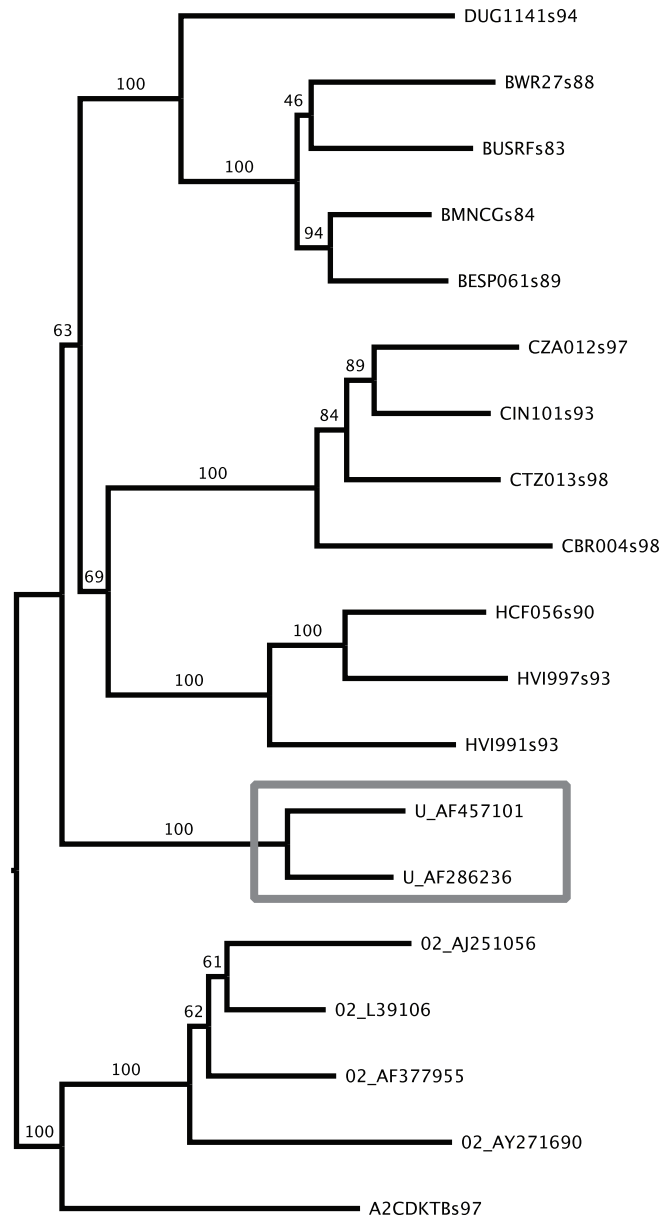 DUG1141s94
100
BWR27s88
46
BUSRFs83
100
BMNCGs84
94
BESP061s89
63
CZA012s97
89
CIN101s93
84
CTZ013s98
100
CBR004s98
69
HCF056s90
100
HVI997s93
100
HVI991s93
U_AF457101
100
U_AF286236
02_AJ251056
61
02_L39106
62
02_AF377955
100
02_AY271690
100
A2CDKTBs97